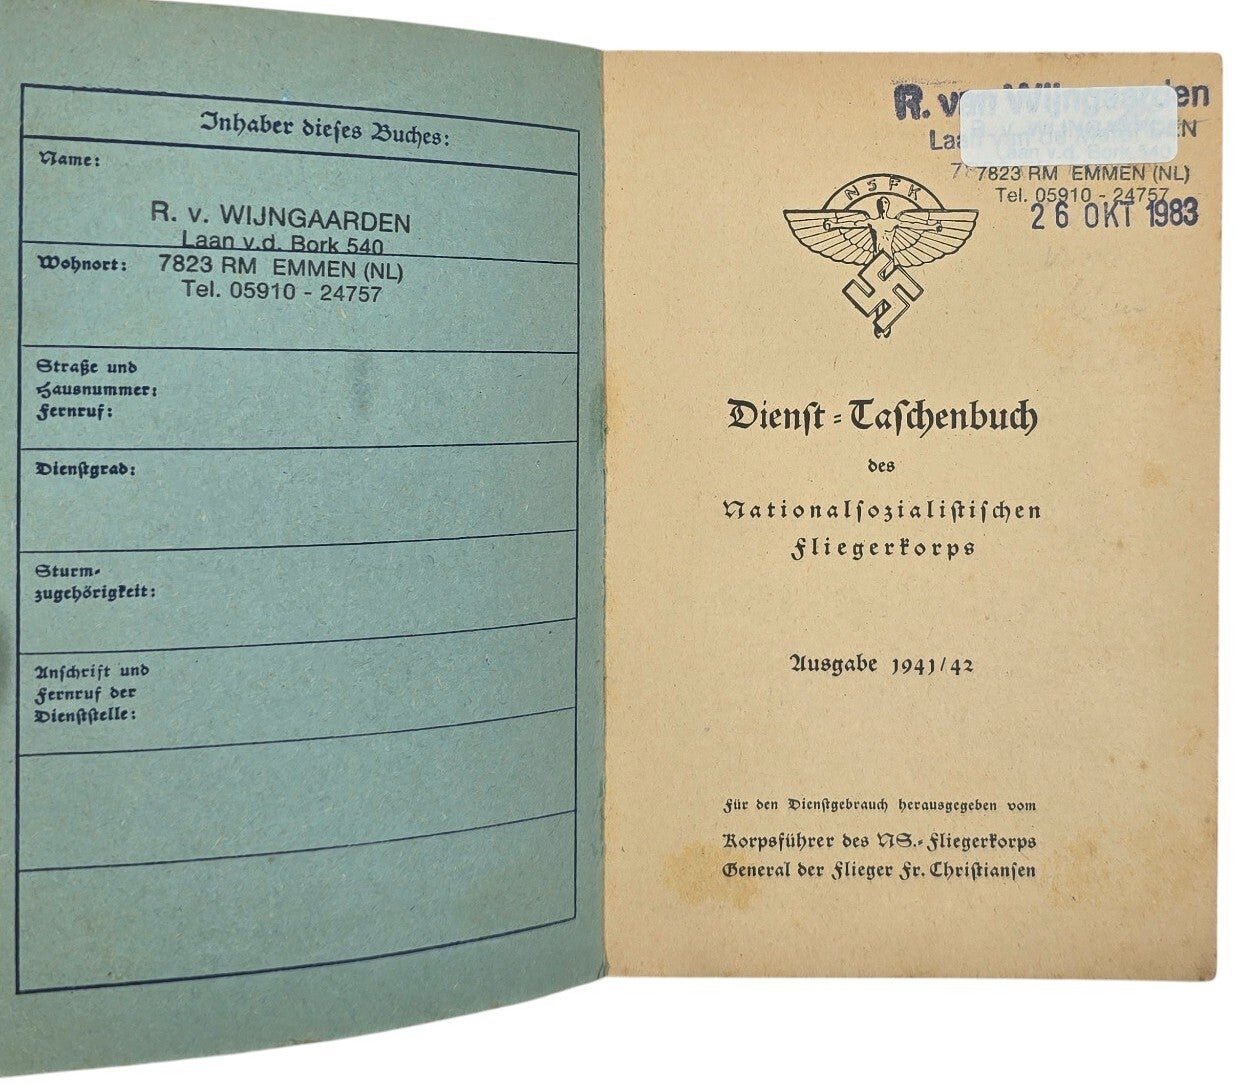 Inhaber dieses Buches:
Name:
R. v. WIJNGAARDEN
Laan v.d. Bork 540
Wohnort:
7823 RM EMMEN (NL)
Tel. 05910 - 24757
Straße und
Hausnummer:
Fernruf:
Dienstgrad:
Sturm-
zugehörigkeit:
Anschrift und
Fernruf der
Dienststelle:
R. van Wijngaarden
7823 RM EMMEN (NL)
Tel. 05910 - 24757
26 OKT 1983
NSFK
Dienst-Taschenbuch
des
Nationalsozialistischen
Fliegerkorps
Ausgabe 1941/42
Für den Dienstgebrauch herausgegeben vom
Korpsführer des NS.-Fliegerkorps
General der Flieger Fr. Christiansen